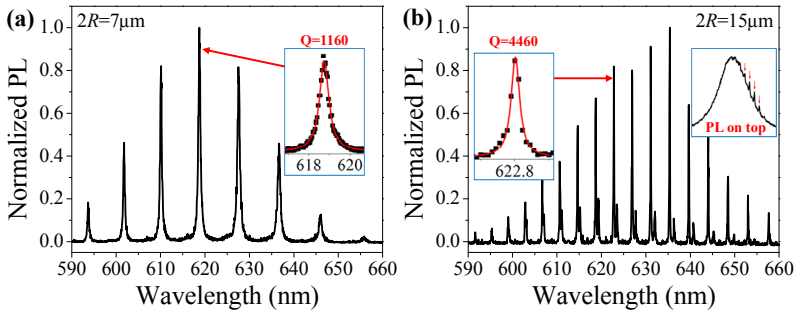 (a)
2R=7µm
Q=1160
618 620
Normalized PL
1.0
0.8
0.6
0.4
0.2
0.0
590 600 610 620 630 640 650 660
Wavelength (nm)
(b)
2R=15µm
Q=4460
622.8
PL on top
Normalized PL
1.0
0.8
0.6
0.4
0.2
0.0
590 600 610 620 630 640 650 660
Wavelength (nm)